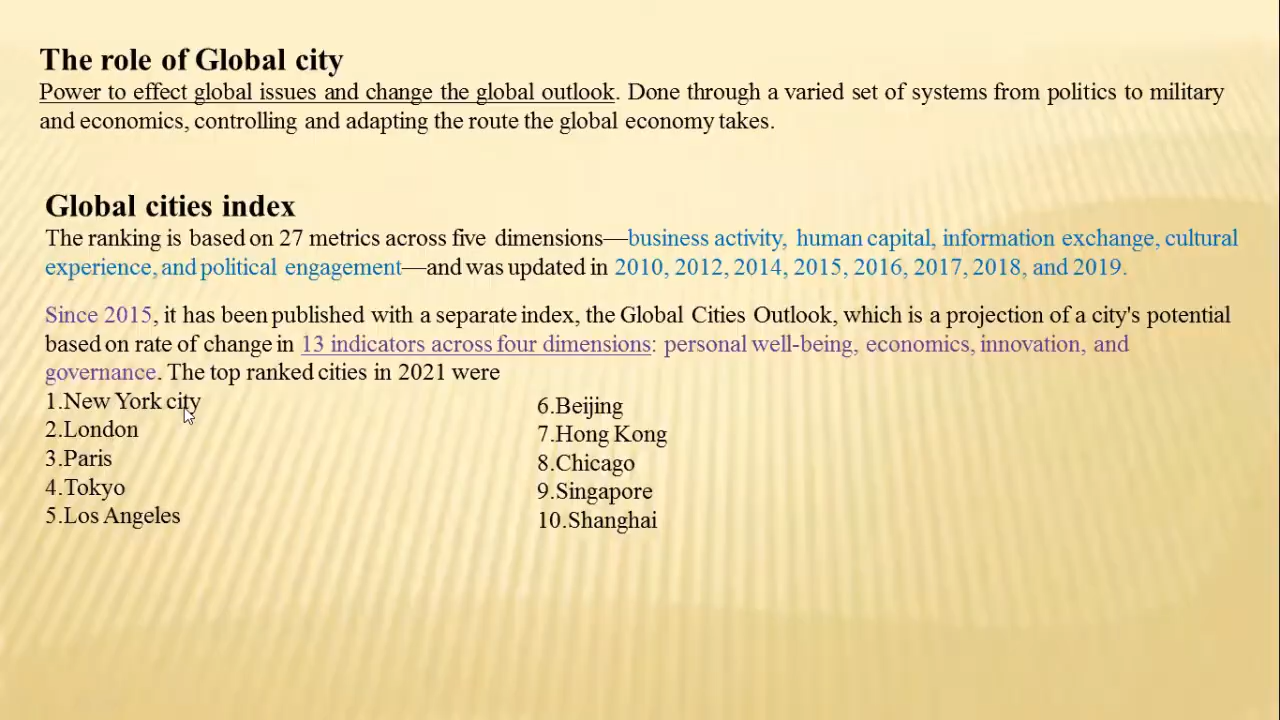 The role of Global city
Power to effect global issues and change the global outlook. Done through a varied set of systems from politics to military
and economics, controlling and adapting the route the global economy takes.
Global cities index
The ranking is based on 27 metrics across five dimensions—business activity, human capital, information exchange, cultural
experience, and political engagement—and was updated in 2010, 2012, 2014, 2015, 2016, 2017, 2018, and 2019.
Since 2015, it has been published with a separate index, the Global Cities Outlook, which is a projection of a city's potential
based on rate of change in 13 indicators across four dimensions: personal well-being, economics, innovation, and
governance. The top ranked cities in 2021 were
1.New York city
2.London
3.Paris
4.Tokyo
5.Los Angeles
6.Beijing
7.Hong Kong
8.Chicago
9.Singapore
10.Shanghai